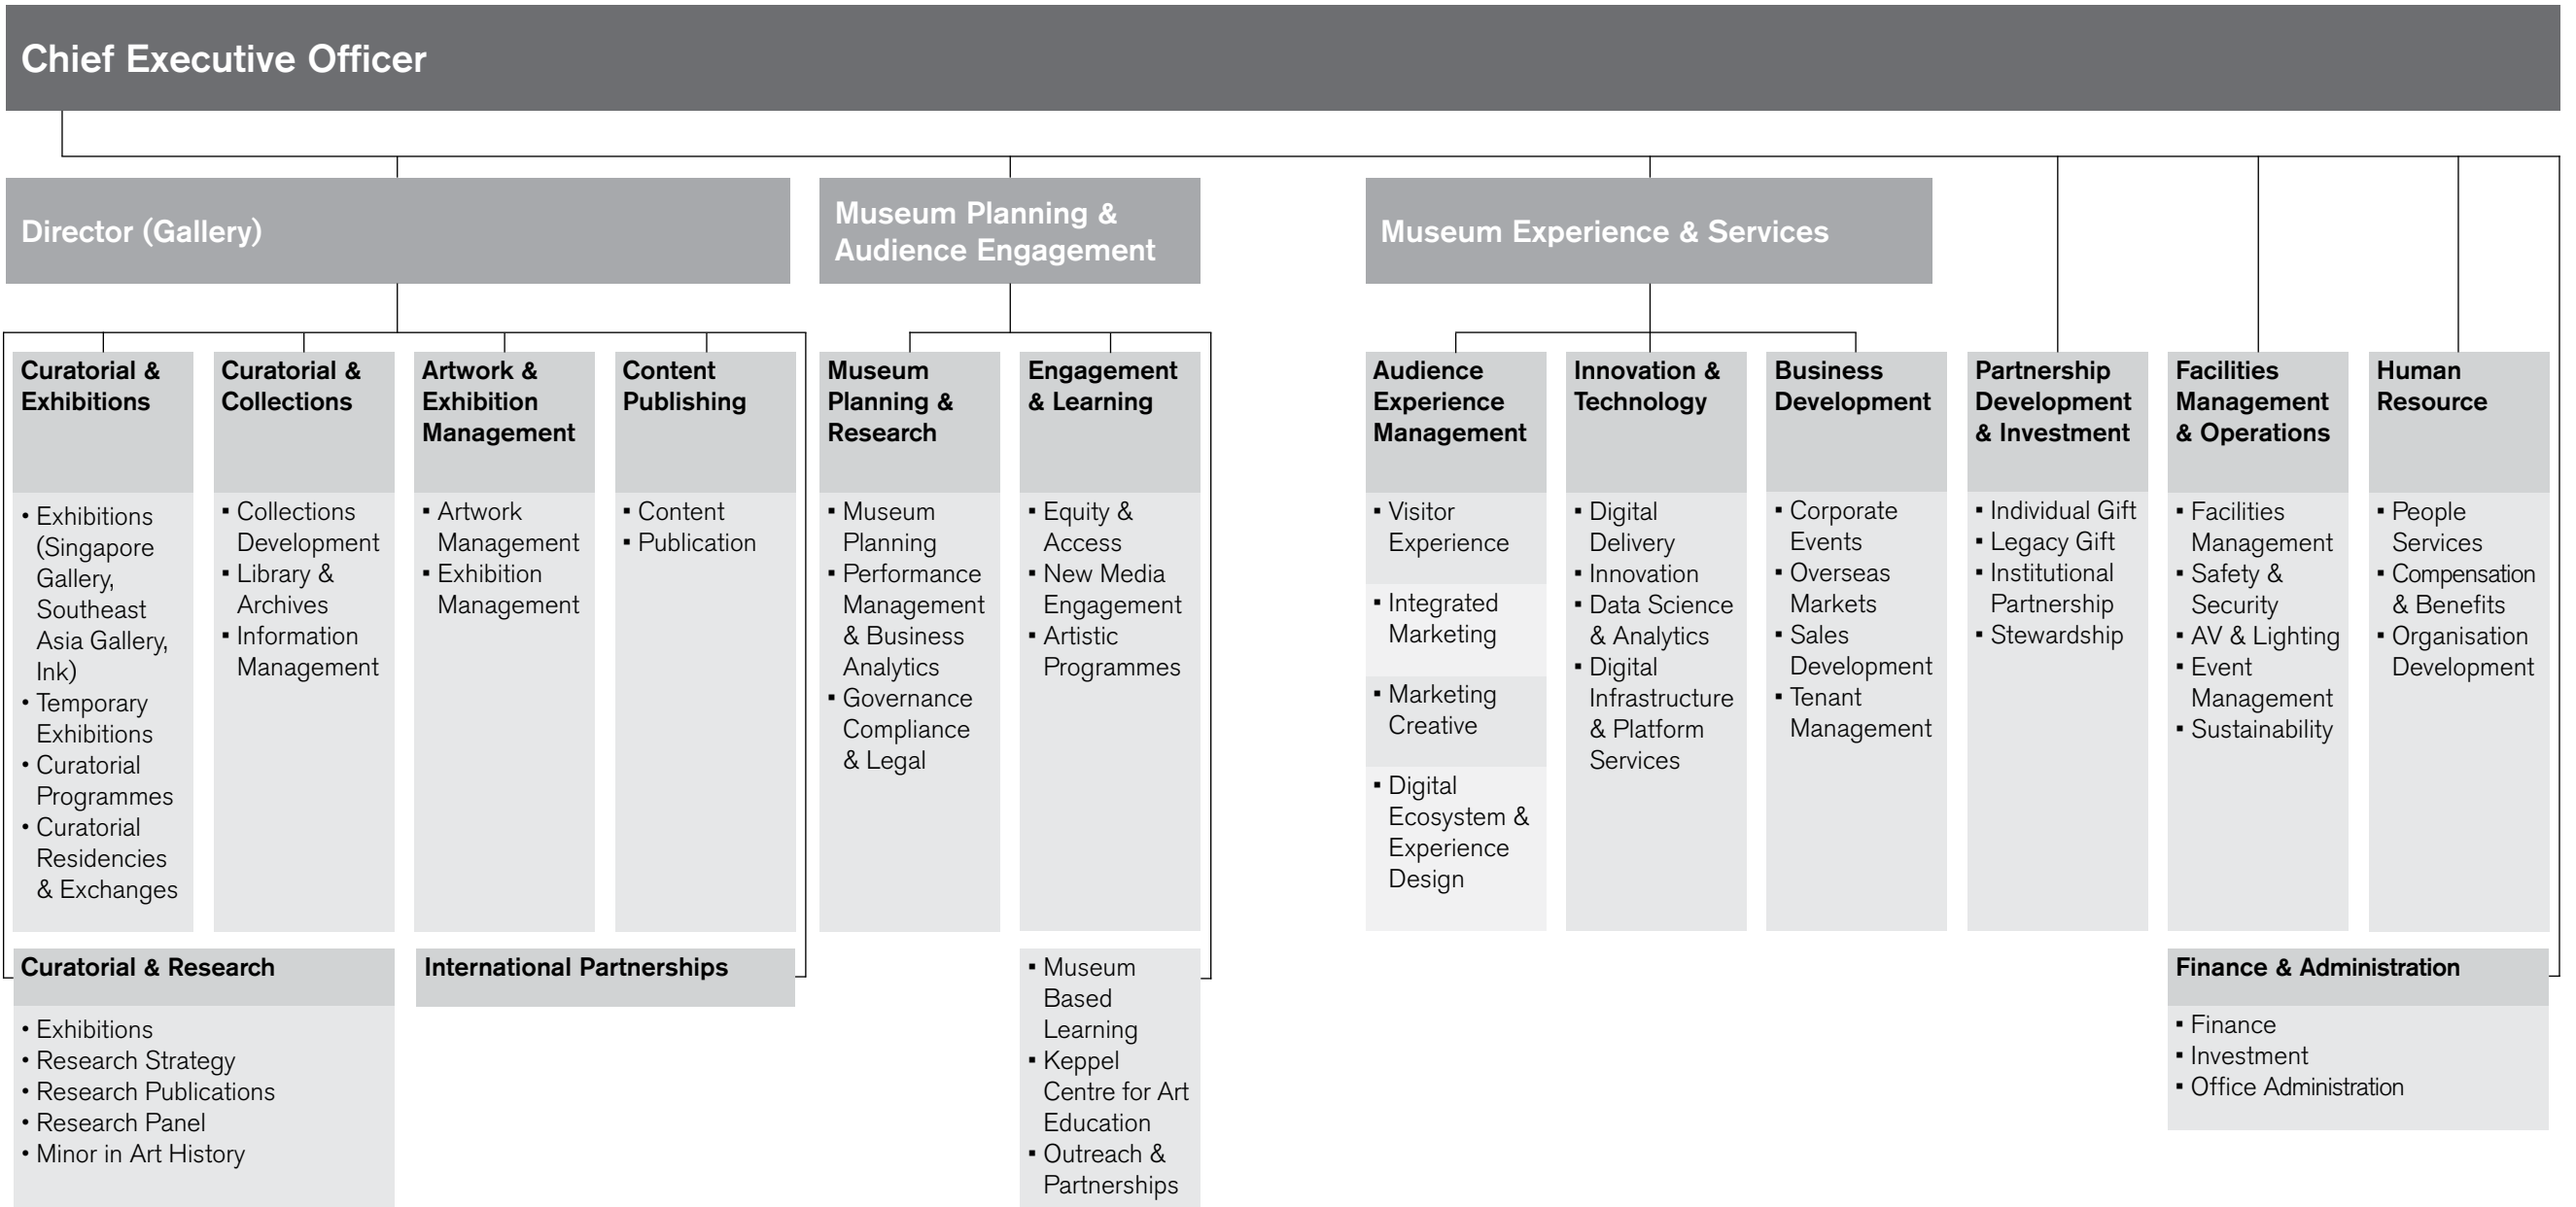 Chief Executive Officer
Director (Gallery)
Museum Planning &
Audience Engagement
Museum Experience & Services
Curatorial &
Exhibitions
• Exhibitions
(Singapore
Gallery,
Southeast
Asia Gallery,
Ink)
• Temporary
Exhibitions
• Curatorial
Programmes
• Curatorial
Residencies
& Exchanges
Curatorial &
Collections
▪ Collections
Development
▪ Library &
Archives
▪ Information
Management
Artwork &
Exhibition
Management
▪ Artwork
Management
▪ Exhibition
Management
Content
Publishing
▪ Content
▪ Publication
Museum
Planning &
Research
▪ Museum
Planning
▪ Performance
Management
& Business
Analytics
▪ Governance
Compliance
& Legal
Engagement
& Learning
▪ Equity &
Access
▪ New Media
Engagement
▪ Artistic
Programmes
Audience
Experience
Management
▪ Visitor
Experience
▪ Integrated
Marketing
▪ Marketing
Creative
▪ Digital
Ecosystem &
Experience
Design
Innovation &
Technology
▪ Digital
Delivery
▪ Innovation
▪ Data Science
& Analytics
▪ Digital
Infrastructure
& Platform
Services
Business
Development
▪ Corporate
Events
▪ Overseas
Markets
▪ Sales
Development
▪ Tenant
Management
Partnership
Development
& Investment
▪ Individual Gift
▪ Legacy Gift
▪ Institutional
Partnership
▪ Stewardship
Facilities
Management
& Operations
▪ Facilities
Management
▪ Safety &
Security
▪ AV & Lighting
▪ Event
Management
▪ Sustainability
Human
Resource
▪ People
Services
▪ Compensation
& Benefits
▪ Organisation
Development
Curatorial & Research
• Exhibitions
• Research Strategy
• Research Publications
• Research Panel
• Minor in Art History
International Partnerships
▪ Museum
Based
Learning
▪ Keppel
Centre for Art
Education
▪ Outreach &
Partnerships
Finance & Administration
▪ Finance
▪ Investment
▪ Office Administration